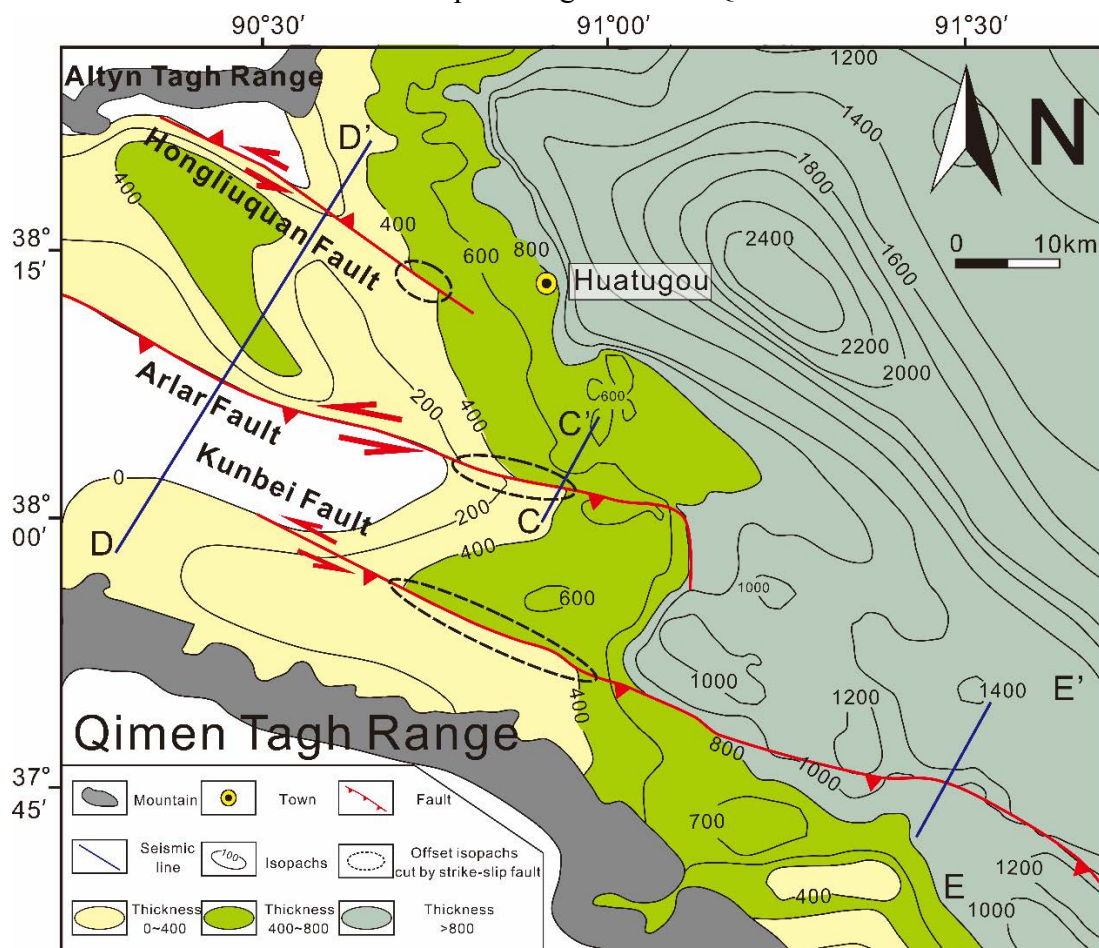 90°30′ 91°00′ 91°30′
Altyn Tagh Range
1200
1400
D'
N
Hongliuquan Fault
1800
400
400
2400
1600
38°
15′
600
800
0 10km
Huatugou
2200
2000
Arlar Fault
C 600
200
400
C'
Kunbei Fault
0
200
38°
00′
C
D
400
600
1000
1000
1400
E'
1200
400
Qimen Tagh Range
800
1000
37°
45′
Mountain
Town
Fault
700
Seismic
line
100
Isopachs
Offset isopachs
cut by strike-slip fault
1200
400
E
Thickness
0~400
Thickness
400~800
Thickness
>800
1000